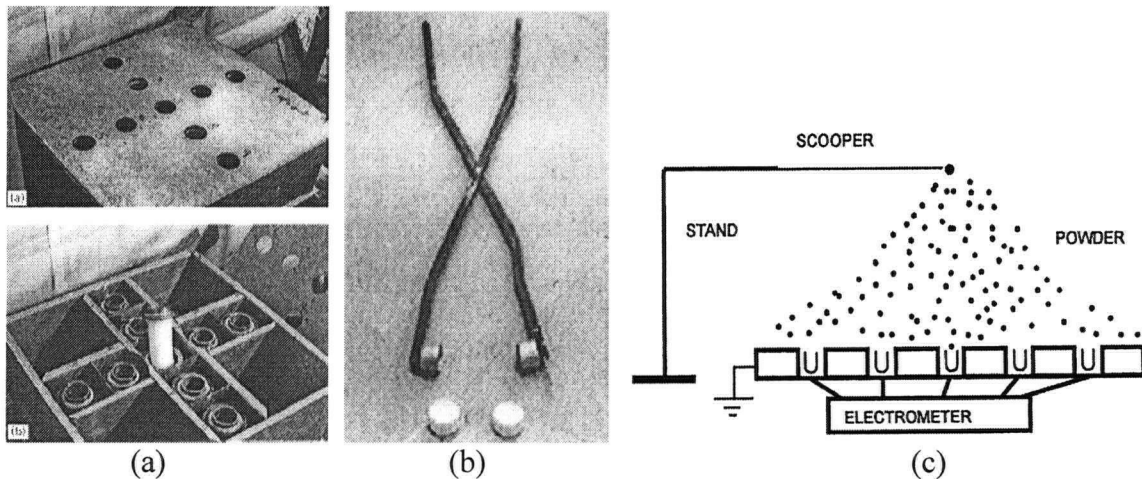 (a)
(b)
SCOOPER
STAND
POWDER
ELECTROMETER
(a)
(b)
(c)